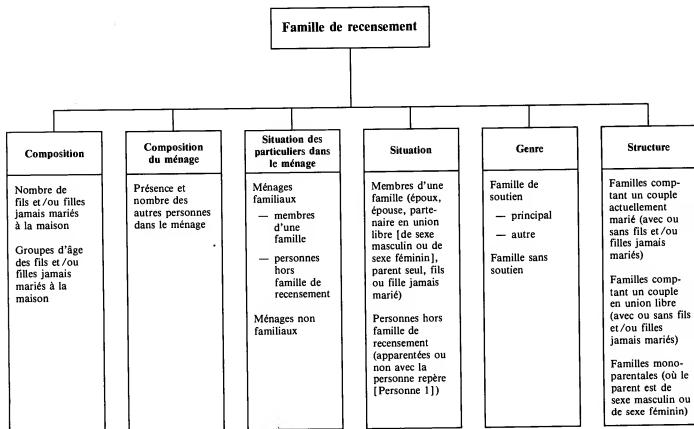 Famille de recensement
Composition
Nombre de
fils et/ou filles
jamais mariés
à la maison
Groupes d'âge
des fils et/ou
filles jamais
mariés à la
maison
Composition
du ménage
Présence et
nombre des
autres personnes
dans le ménage
Situation des
particuliers dans
le ménage
Ménages
familiaux
— membres
d'une
famille
— personnes
hors
famille de
recensement
Ménages non
familiaux
Situation
Membres d'une
famille (époux,
épouse, parte-
naire en union
libre [de sexe
masculin ou de
sexe féminin],
parent seul, fils
ou fille jamais
marié)
Personnes hors
famille de
recensement
(apparentées ou
non avec la
personne repère
[Personne 1])
Genre
Famille de
soutien
— principal
— autre
Famille sans
soutien
Structure
Familles comp-
tant un couple
actuellement
marié (avec ou
sans fils et/ou
filles jamais
mariés)
Familles comp-
tant un couple
en union libre
(avec ou sans fils
et/ou filles
jamais mariés)
Familles mono-
parentales (où le
parent est de
sexe masculin ou
de sexe féminin)